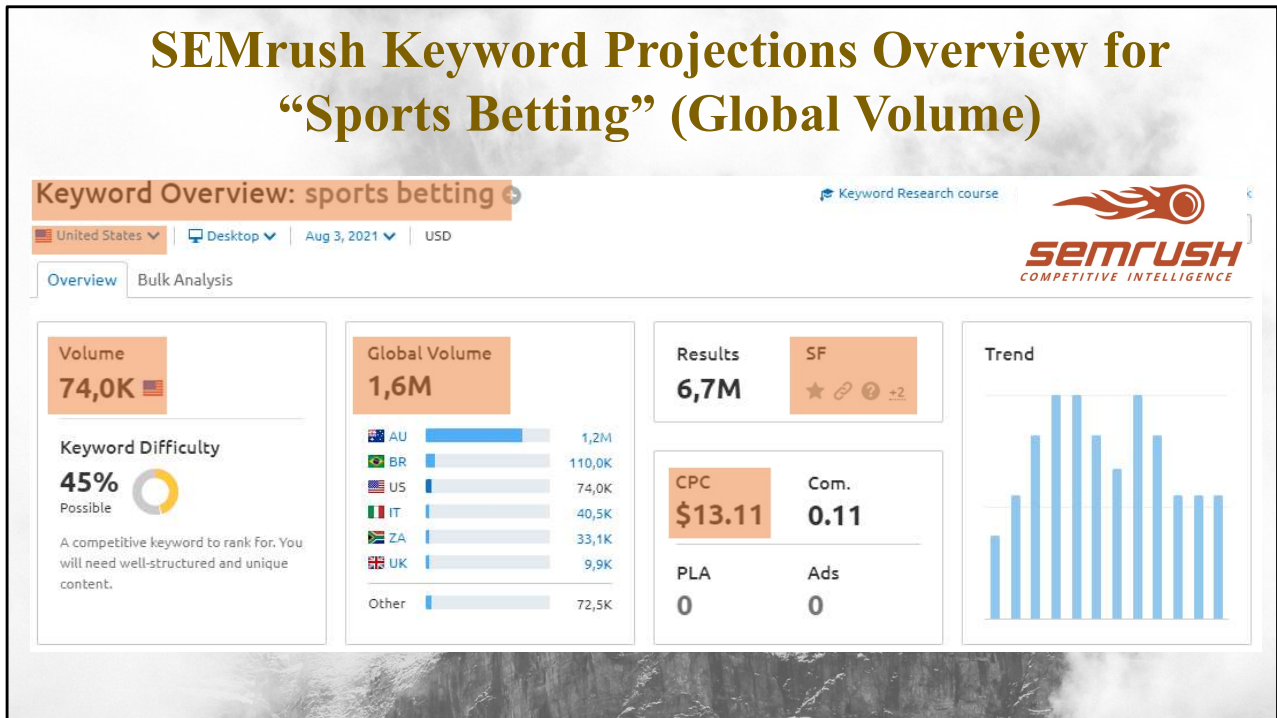 SEMrush Keyword Projections Overview for
“Sports Betting” (Global Volume)
Keyword Overview: sports betting
Keyword Research course
United States
Desktop
Aug 3, 2021
USD
semrush
COMPETITIVE INTELLIGENCE
Overview
Bulk Analysis
Volume
74,0K
Keyword Difficulty
45%
Possible
A competitive keyword to rank for. You
will need well-structured and unique
content.
Global Volume
1,6M
AU 1,2M
BR 110,0K
US 74,0K
IT 40,5K
ZA 33,1K
UK 9,9K
Other 72,5K
Results
6,7M
SF
+2
CPC
$13.11
Com.
0.11
PLA
0
Ads
0
Trend